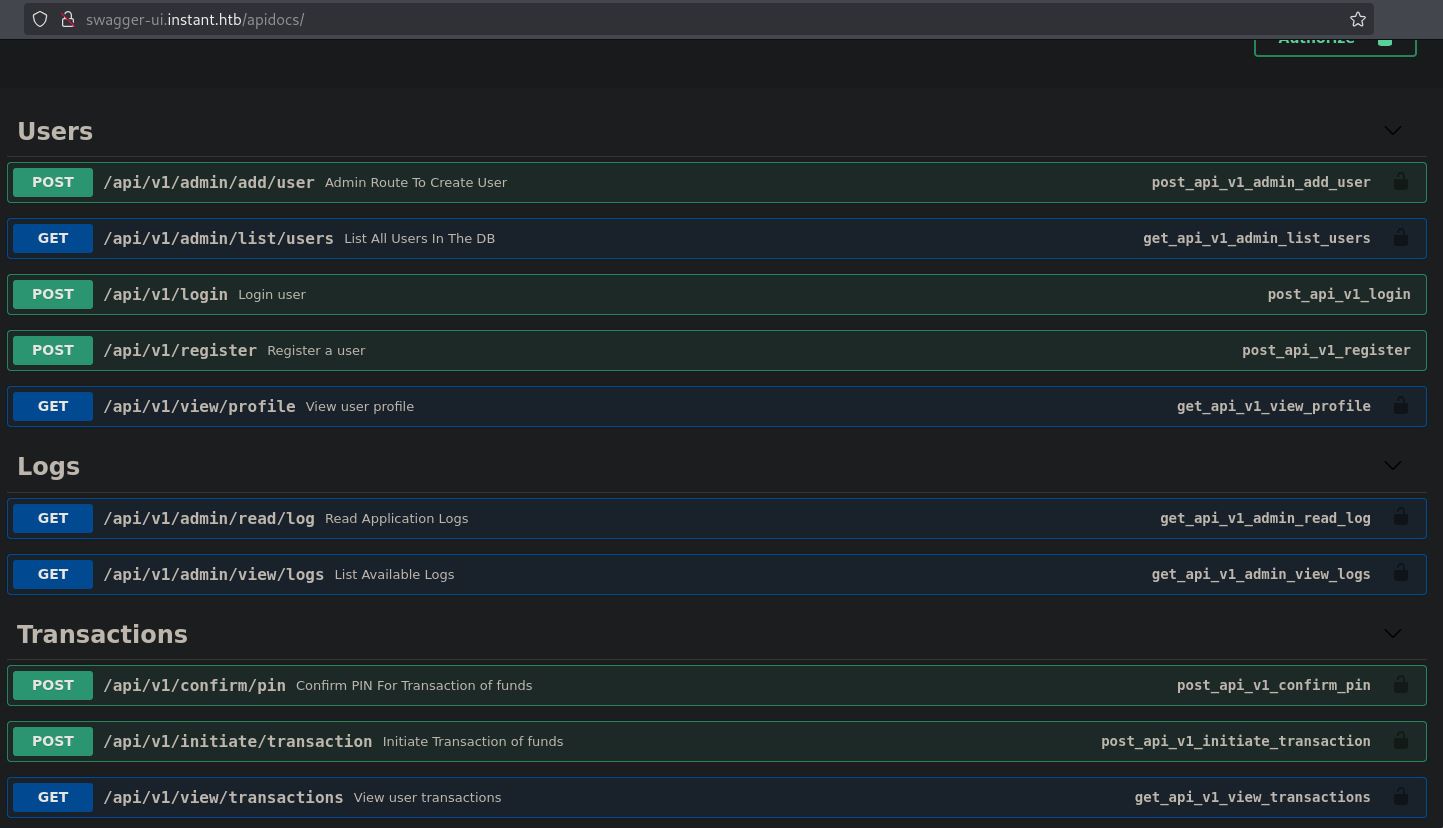 swagger-ui.instant.htb/apidocs/
Authorize
Users
POST /api/v1/admin/add/user Admin Route To Create User post_api_v1_admin_add_user
GET /api/v1/admin/list/users List All Users In The DB get_api_v1_admin_list_users
POST /api/v1/login Login user post_api_v1_login
POST /api/v1/register Register a user post_api_v1_register
GET /api/v1/view/profile View user profile get_api_v1_view_profile
Logs
GET /api/v1/admin/read/log Read Application Logs get_api_v1_admin_read_log
GET /api/v1/admin/view/logs List Available Logs get_api_v1_admin_view_logs
Transactions
POST /api/v1/confirm/pin Confirm PIN For Transaction of funds post_api_v1_confirm_pin
POST /api/v1/initiate/transaction Initiate Transaction of funds post_api_v1_initiate_transaction
GET /api/v1/view/transactions View user transactions get_api_v1_view_transactions